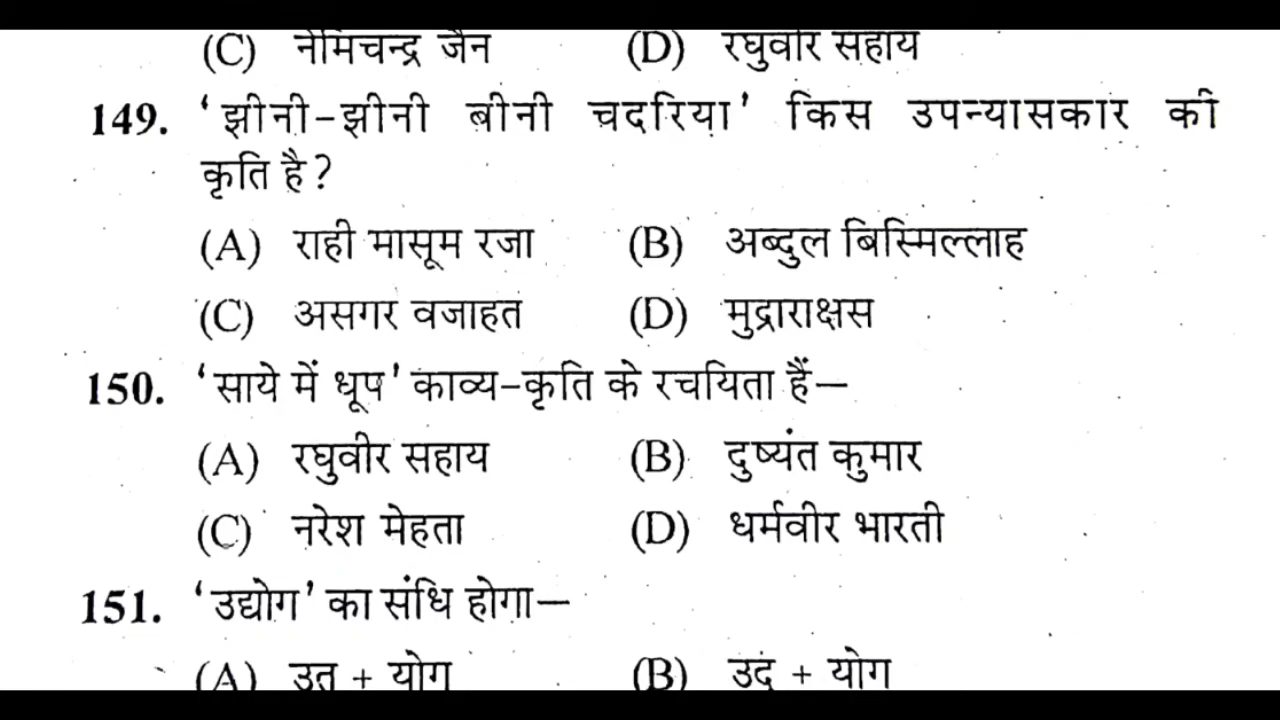 (C) नेमिचन्द्र जैन (D) रघुवीर सहाय
149. 'झीनी-झीनी बीनी चदरिया' किस उपन्यासकार की
कृति है?
(A) राही मासूम रजा (B) अब्दुल बिस्मिल्लाह
(C) असगर वजाहत (D) मुद्राराक्षस
150. 'साये में धूप' काव्य-कृति के रचयिता हैं—
(A) रघुवीर सहाय (B) दुष्यंत कुमार
(C) नरेश मेहता (D) धर्मवीर भारती
151. 'उद्योग' का संधि होगा—
(A) उत + योग (B) उद + योग